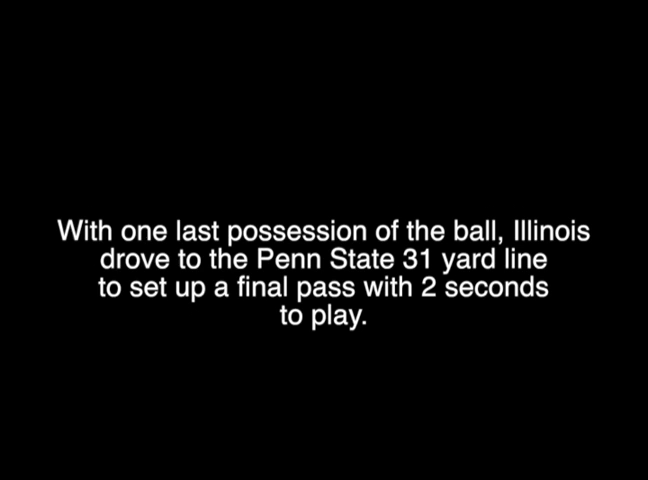 With one last possession of the ball, Illinois
drove to the Penn State 31 yard line
to set up a final pass with 2 seconds
to play.